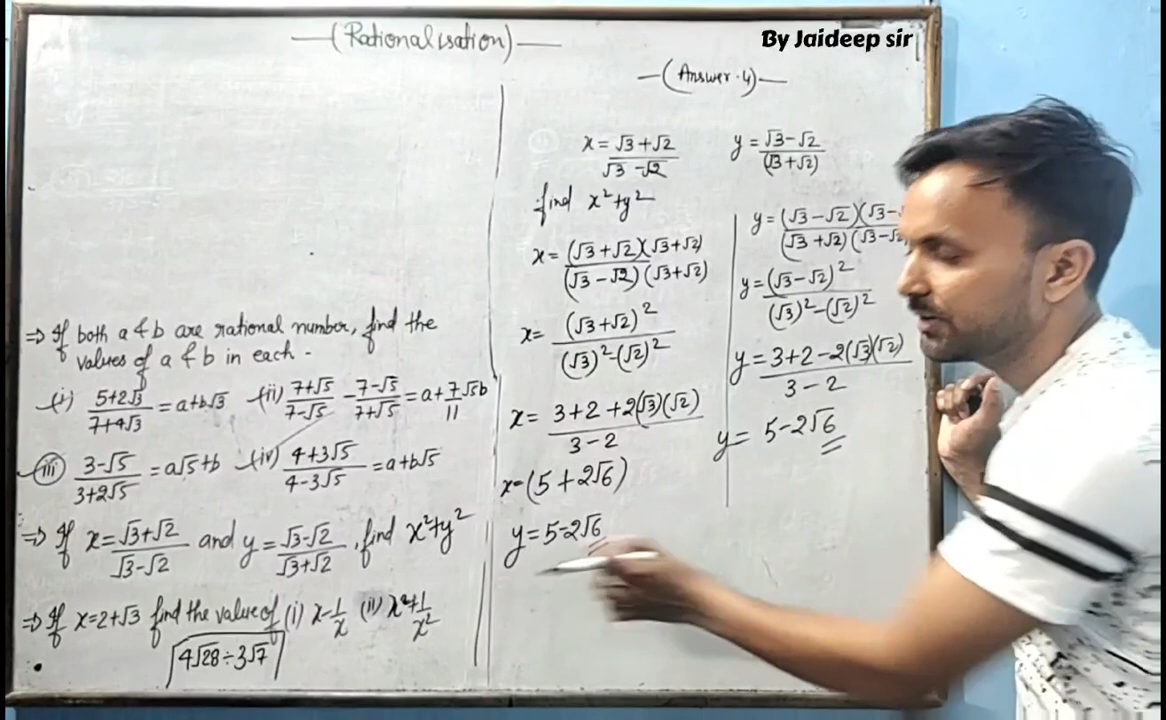 (Rationalisation)
By Jaideep sir
⇒ If both a & b are rational number, find the
values of a & b in each -
(i) (5+2√3)/(7+4√3) = a+b√3 (ii) (7+√5)/(7-√5) - (7-√5)/(7+√5) = a+7/11 √5b
(iii) (3-√5)/(3+2√5) = a√5+b (iv) (4+3√5)/(4-3√5) = a+b√5
⇒ If x = (√3+√2)/(√3-√2) and y = (√3-√2)/(√3+√2), find x²+y²
⇒ If x=2+√3 find the value of (i) x-1/x (ii) x²+1/x²
4√28÷3√7
(Answer.4)
x = (√3+√2)/(√3-√2) y = (√3-√2)/(√3+√2)
find x²+y²
x = (√3+√2)(√3+√2)/(√3-√2)(√3+√2)
x = (√3+√2)²/(√3)²-(√2)²
x = 3+2+2(√3)(√2)/3-2
x=(5+2√6)
y=5-2√6
y = (√3-√2)(√3-/(√3+√2)(√3-√2
y = (√3-√2)²/(√3)²-(√2)²
y = 3+2-2(√3)(√2)/3-2
y = 5-2√6